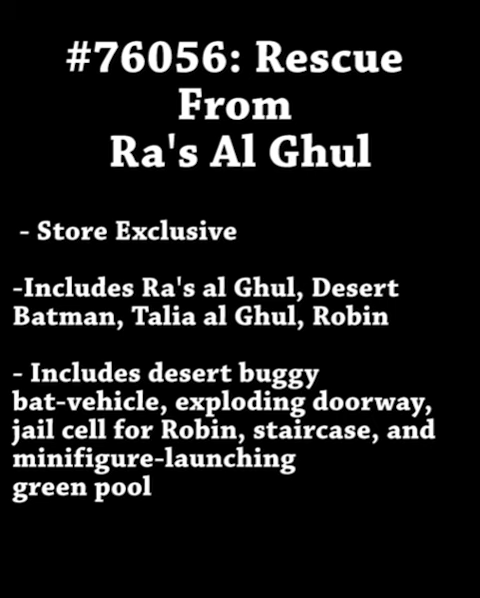 #76056: Rescue
From
Ra's Al Ghul
- Store Exclusive
-Includes Ra's al Ghul, Desert
Batman, Talia al Ghul, Robin
- Includes desert buggy
bat-vehicle, exploding doorway,
jail cell for Robin, staircase, and
minifigure-launching
green pool